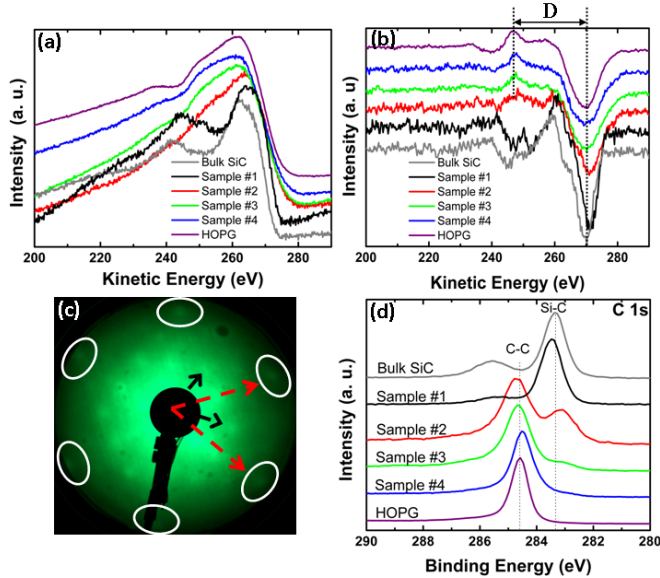 (a)
Intensity (a. u.)
Bulk SiC
Sample #1
Sample #2
Sample #3
Sample #4
HOPG
200 220 240 260 280
Kinetic Energy (eV)
D
(b)
Intensity (a. u)
Bulk SiC
Sample #1
Sample #2
Sample #3
Sample #4
HOPG
200 220 240 260 280
Kinetic Energy (eV)
(c)
(d)
C 1s
Si-C
C-C
Intensity (a. u.)
Bulk SiC
Sample #1
Sample #2
Sample #3
Sample #4
HOPG
290 288 286 284 282 280
Binding Energy (eV)